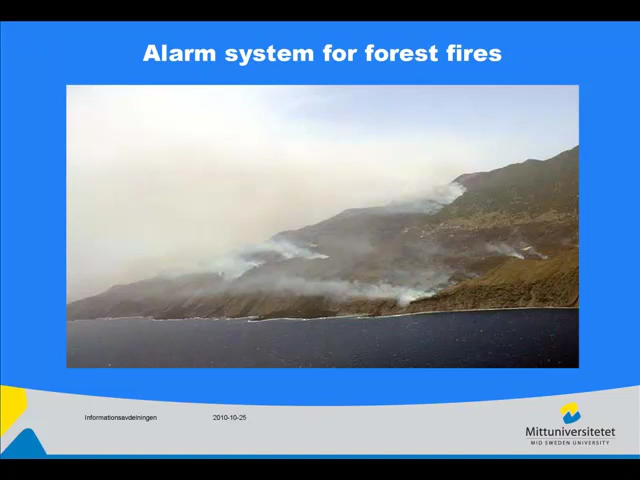 Alarm system for forest fires
Informationsavdelningen 2010-10-25
Mittuniversitetet
MID SWEDEN UNIVERSITY